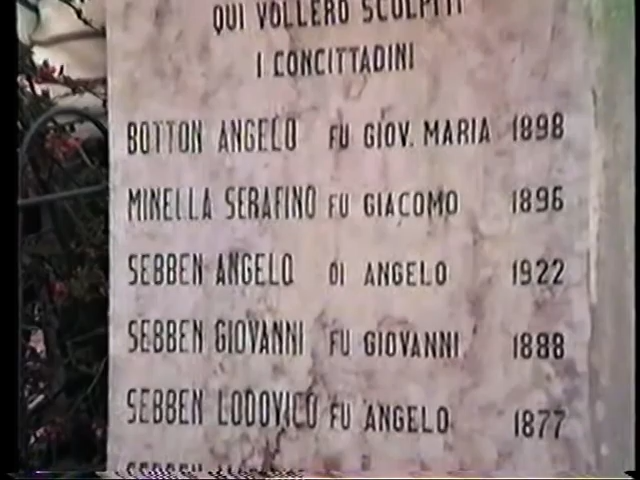 QUI VOLLERO SCOLPITI
I CONCITTADINI
BOTTON ANGELO FU GIOV. MARIA 1898
MINELLA SERAFINO FU GIACOMO 1896
SEBBEN ANGELO DI ANGELO 1922
SEBBEN GIOVANNI FU GIOVANNI 1888
SEBBEN LODOVICO FU ANGELO 1877
SEBBEN